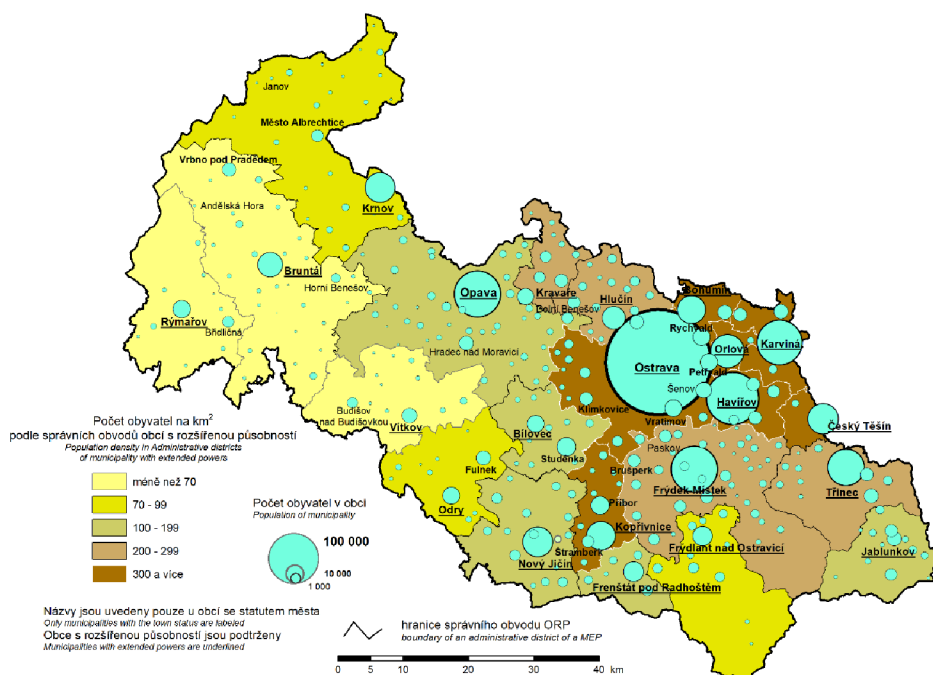 Janov
Město Albrechtice
Vrbno pod Pradědem
Krnov
Andělská Hora
Bruntál
Horní Benešov
Opava
Kravaře
Hlučín
Bohumín
Dolní Benešov
Rýmařov
Rychvald
Břidličná
Orlová
Karviná
Hradec nad Moravicí
Ostrava
Petřvald
Šenov
Havířov
Klimkovice
Budišov
nad Budišovkou
Vítkov
Vratimov
Český Těšín
Bílovec
Paskov
Studénka
Brušperk
Fulnek
Frýdek-Místek
Třinec
Odry
Příbor
Kopřivnice
Štramberk
Frýdlant nad Ostravicí
Nový Jičín
Jablunkov
Frenštát pod Radhoštěm
Počet obyvatel na km2
podle správních obvodů obcí s rozšířenou působností
Population density in Administrative districts
of municipality with extended powers
méně než 70
70 - 99
100 - 199
200 - 299
300 a více
Počet obyvatel v obci
Population of municipality
100 000
10 000
1 000
Názvy jsou uvedeny pouze u obcí se statutem města
Only municipalities with the town status are labeled
Obce s rozšířenou působností jsou podtrženy
Municipalities with extended powers are underlined
hranice správního obvodu ORP
boundary of an administrative district of a MEP
0 5 10 20 30 40 km